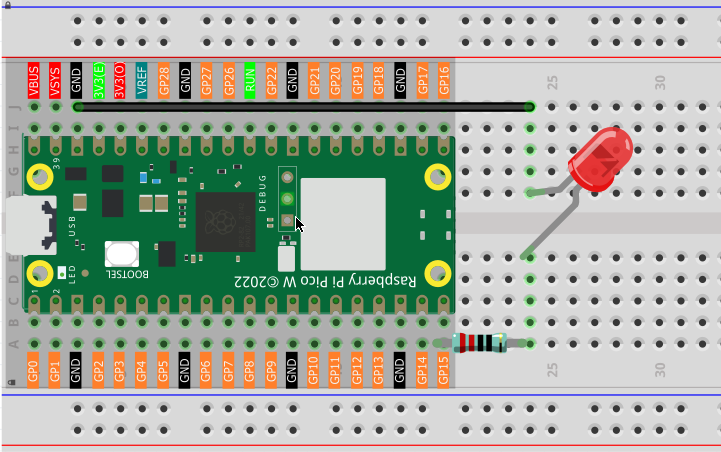 VBUS VSYS GND 3V3(E) 3V3(O) VREF GP28 GND GP27 GP26 RUN GP22 GND GP21 GP20 GP19 GP18 GND GP17 GP16
25 30
J
I
H
G
F
39
DEBUG
USB
E
D
C
B
A
LED
BOOTSEL
Raspberry Pi Pico W ©2022
1 2
GP0 GP1 GND GP2 GP3 GP4 GP5 GND GP6 GP7 GP8 GP9 GND GP10 GP11 GP12 GP13 GND GP14 GP15
25 30